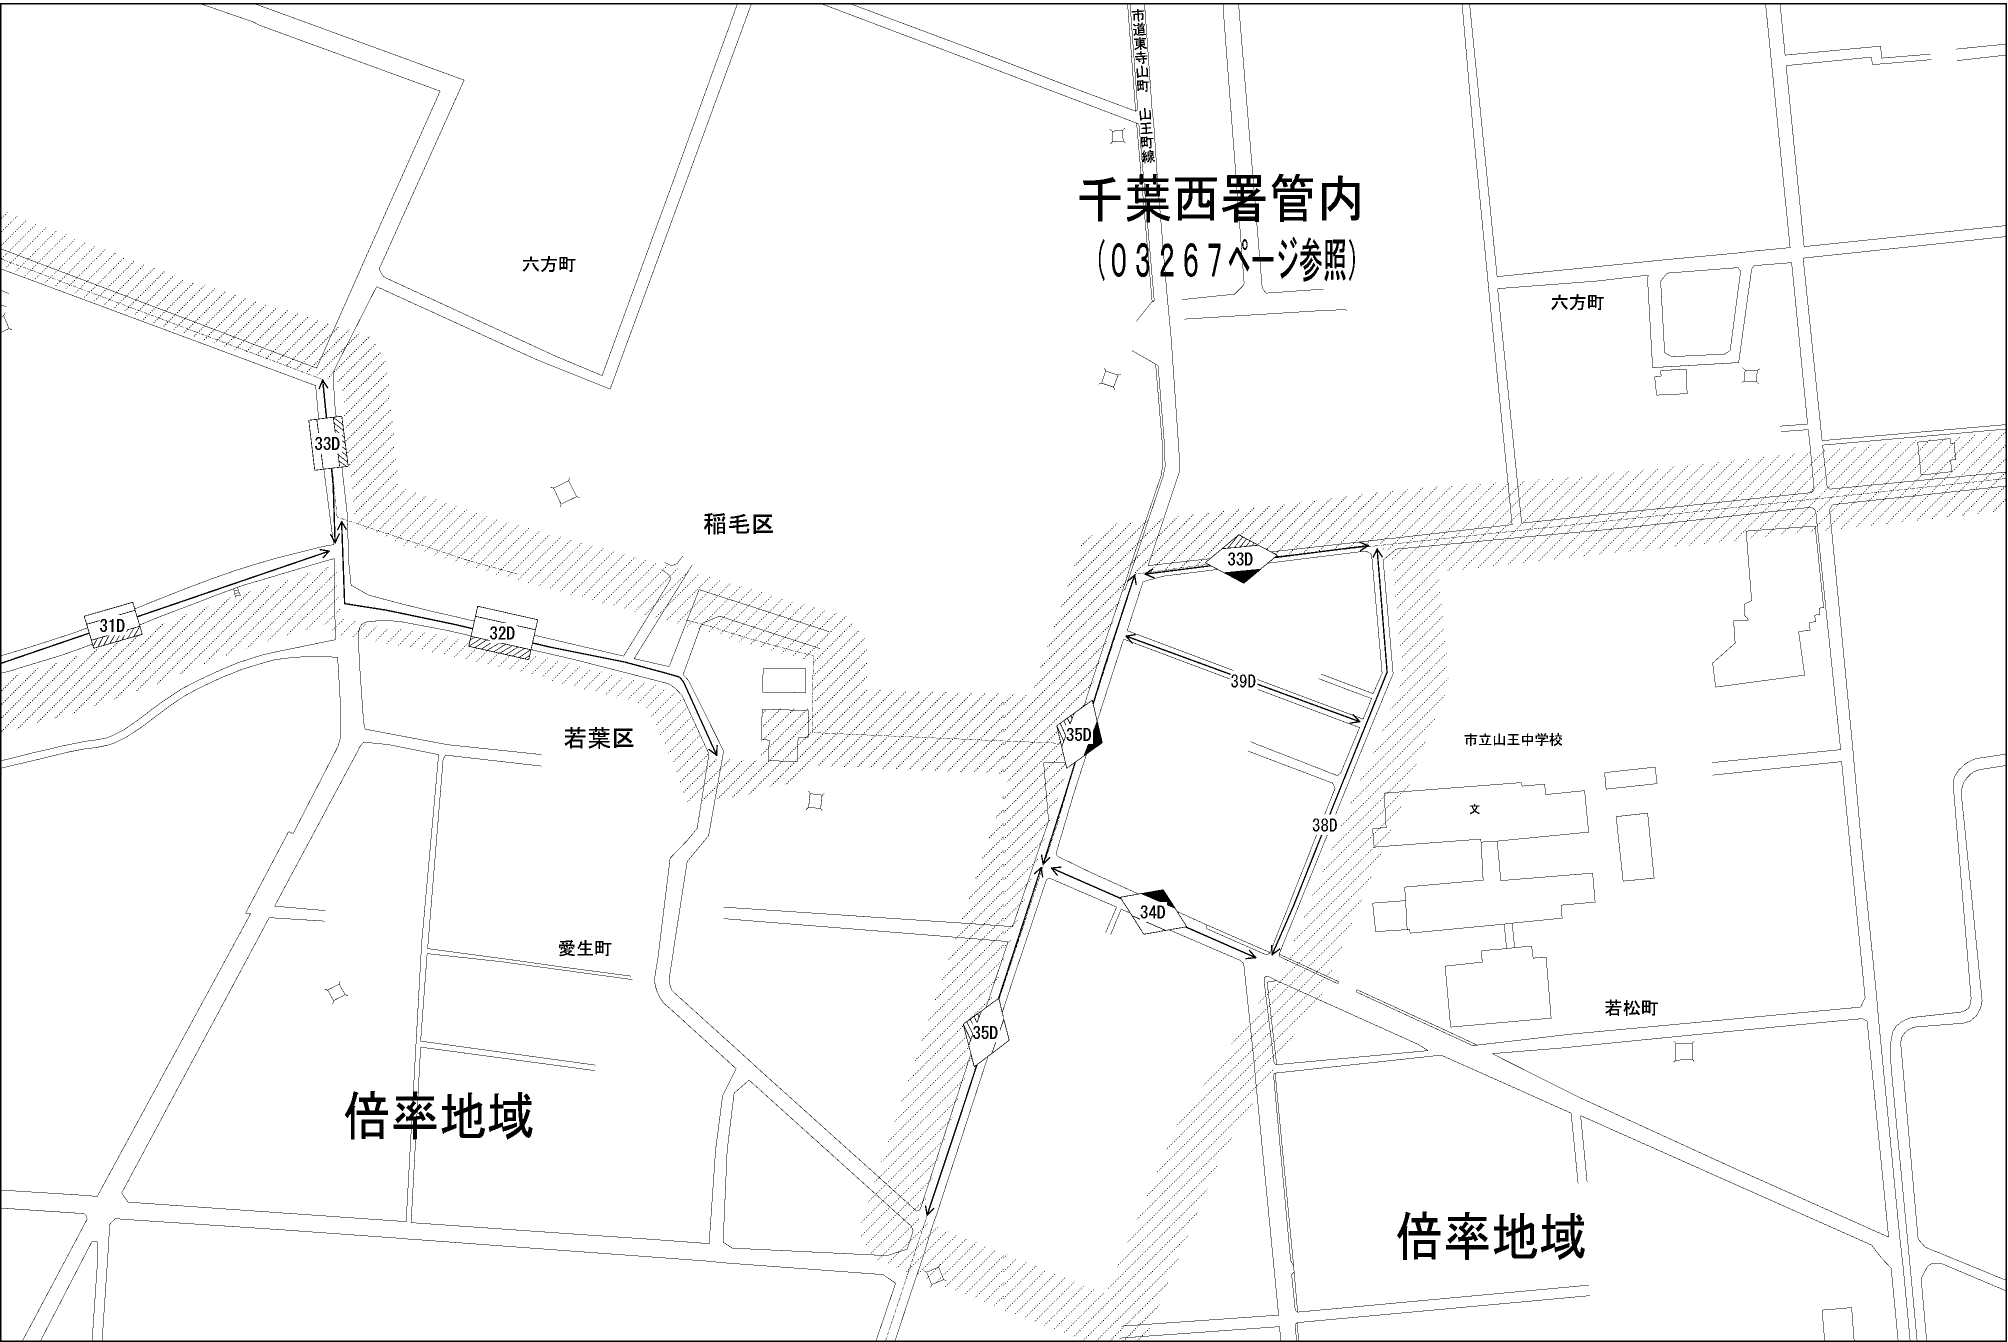 市道東寺山町　山王町線
千葉西署管内
（０３２６７ページ参照）
六方町
六方町
33D
稲毛区
33D
31D
32D
39D
若葉区
35D
市立山王中学校
文
38D
34D
愛生町
若松町
35D
倍率地域
倍率地域